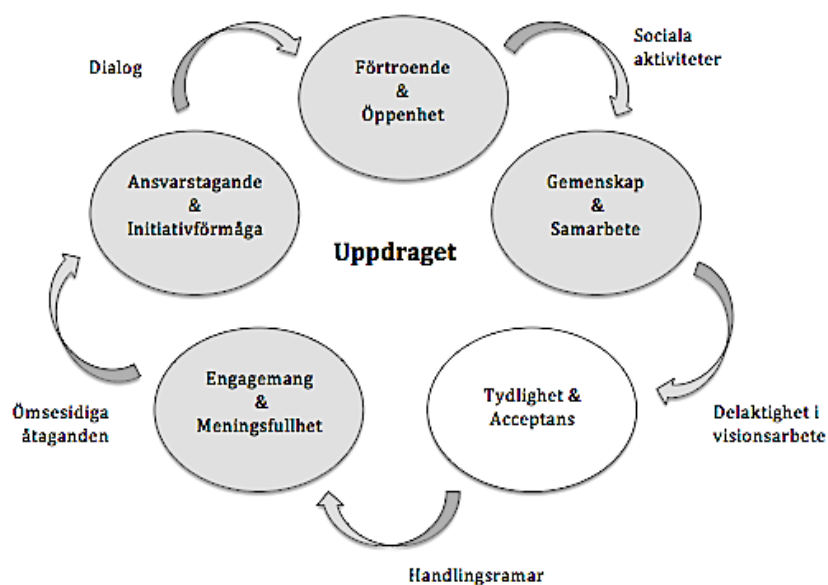 Dialog
Förtroende
&
Öppenhet
Sociala
aktiviteter
Ansvarstagande
&
Initiativförmåga
Gemenskap
&
Samarbete
Uppdraget
Engagemang
&
Meningsfullhet
Tydlighet &
Acceptans
Ömsesidiga
åtaganden
Delaktighet i
visionsarbete
Handlingsramar